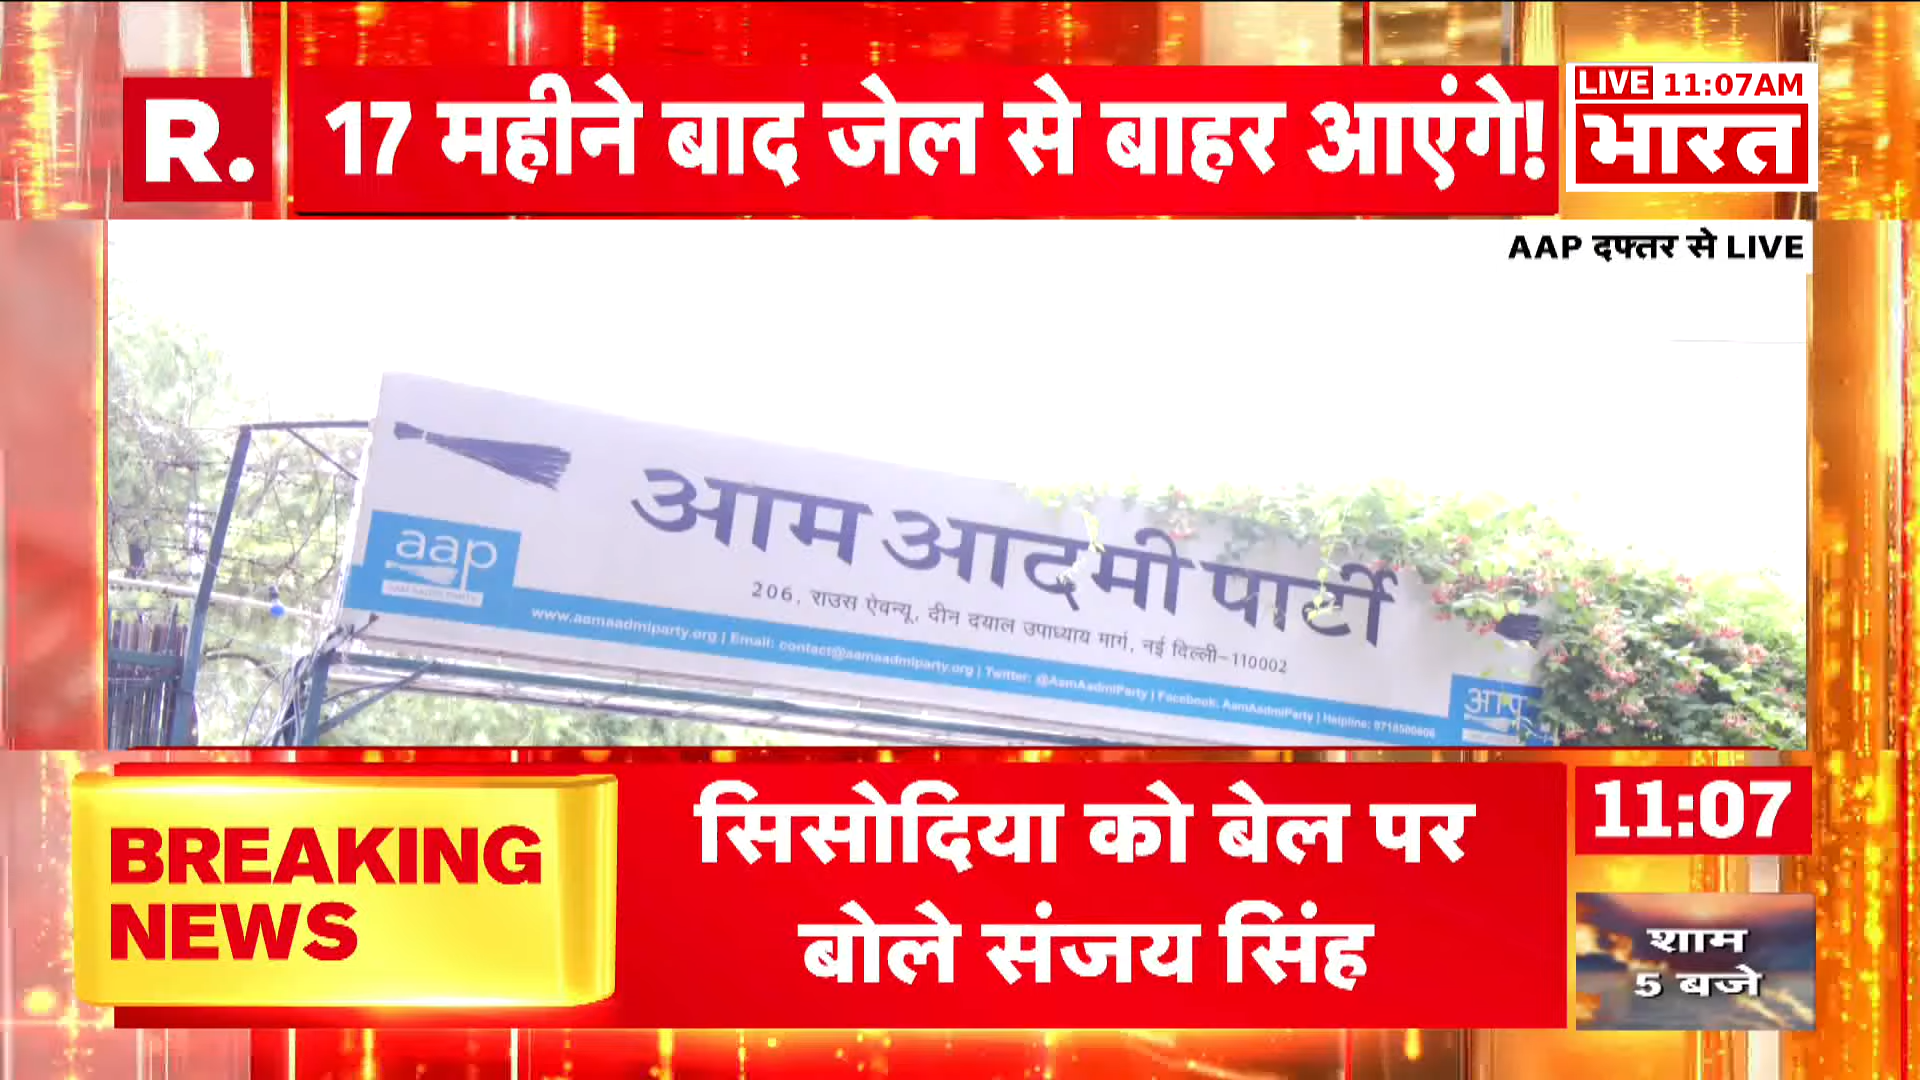 R.
17 महीने बाद जेल से बाहर आएंगे!
LIVE 11:07AM
भारत
AAP दफ्तर से LIVE
आम आदमी पार्टी
aap
206, राउस ऐवन्यू, दीन दयाल उपाध्याय मार्ग, नई दिल्ली-110002
www.aamaadmiparty.org | Email: contact@aamaadmiparty.org | Twitter: @AamAadmiParty | Facebook: AamAadmiParty | Helpline: 9718500606
आप
BREAKING
NEWS
सिसोदिया को बेल पर
बोले संजय सिंह
11:07
शाम
5 बजे